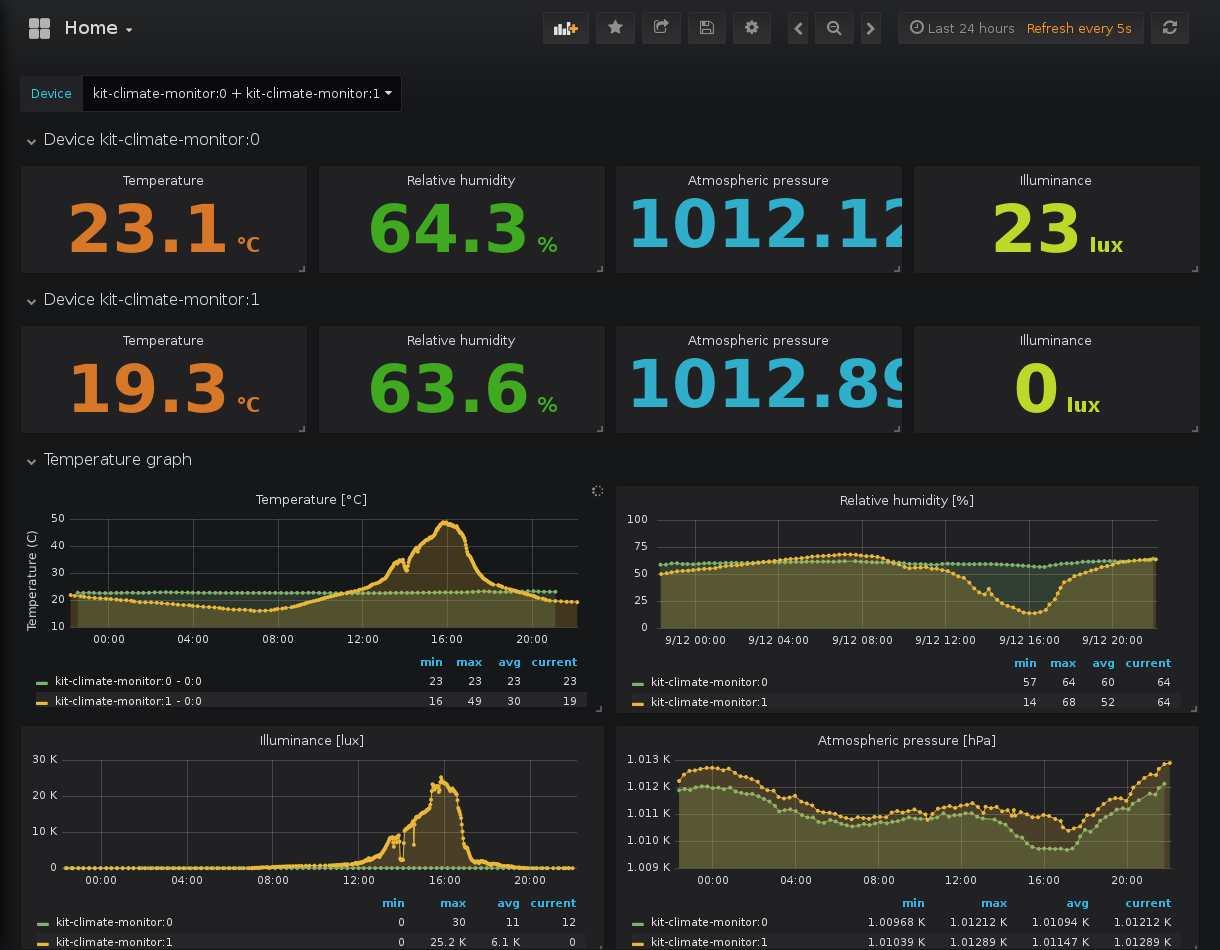 Home
Last 24 hours Refresh every 5s
Device kit-climate-monitor:0 + kit-climate-monitor:1
Device kit-climate-monitor:0
Temperature Relative humidity Atmospheric pressure Illuminance
23.1 °C 64.3 % 1012.12 23 lux
Device kit-climate-monitor:1
Temperature Relative humidity Atmospheric pressure Illuminance
19.3 °C 63.6 % 1012.89 0 lux
Temperature graph
Temperature [°C]
Temperature (C)
50
40
30
20
10
00:00 04:00 08:00 12:00 16:00 20:00
min max avg current
kit-climate-monitor:0 - 0:0 23 23 23 23
kit-climate-monitor:1 - 0:0 16 49 30 19
Relative humidity [%]
100
75
50
25
0
9/12 00:00 9/12 04:00 9/12 08:00 9/12 12:00 9/12 16:00 9/12 20:00
min max avg current
kit-climate-monitor:0 57 64 60 64
kit-climate-monitor:1 14 68 52 64
Illuminance [lux]
30 K
20 K
10 K
0
00:00 04:00 08:00 12:00 16:00 20:00
min max avg current
kit-climate-monitor:0 0 30 11 12
kit-climate-monitor:1 0 25.2 K 6.1 K 0
Atmospheric pressure [hPa]
1.013 K
1.012 K
1.011 K
1.010 K
1.009 K
00:00 04:00 08:00 12:00 16:00 20:00
min max avg current
kit-climate-monitor:0 1.00968 K 1.01212 K 1.01094 K 1.01212 K
kit-climate-monitor:1 1.01039 K 1.01289 K 1.01147 K 1.01289 K